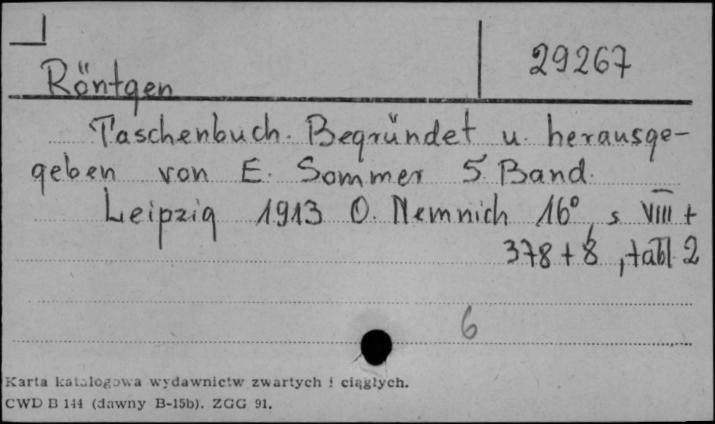 29267
Röntgen
Taschenbuch. Begründet u. herausge-
geben von E. Sommer 5. Band.
Leipzig 1913 O. Nemnich 16°, s VIII +
378 + 8, tabl 2
6
Karta katalogowa wydawnictw zwartych i ciągłych.
CWD B 144 (dawny B-15b). ZGG 91.